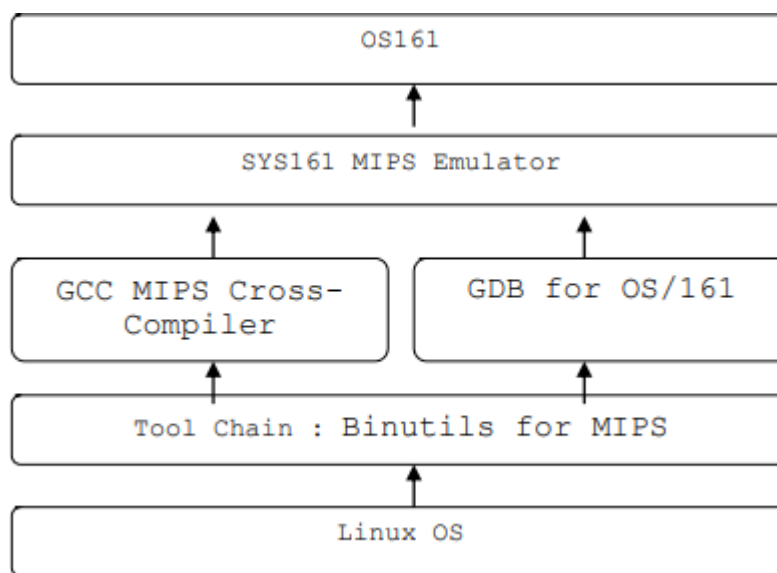 OS161
SYS161 MIPS Emulator
GCC MIPS Cross-
Compiler
GDB for OS/161
Tool Chain : Binutils for MIPS
Linux OS